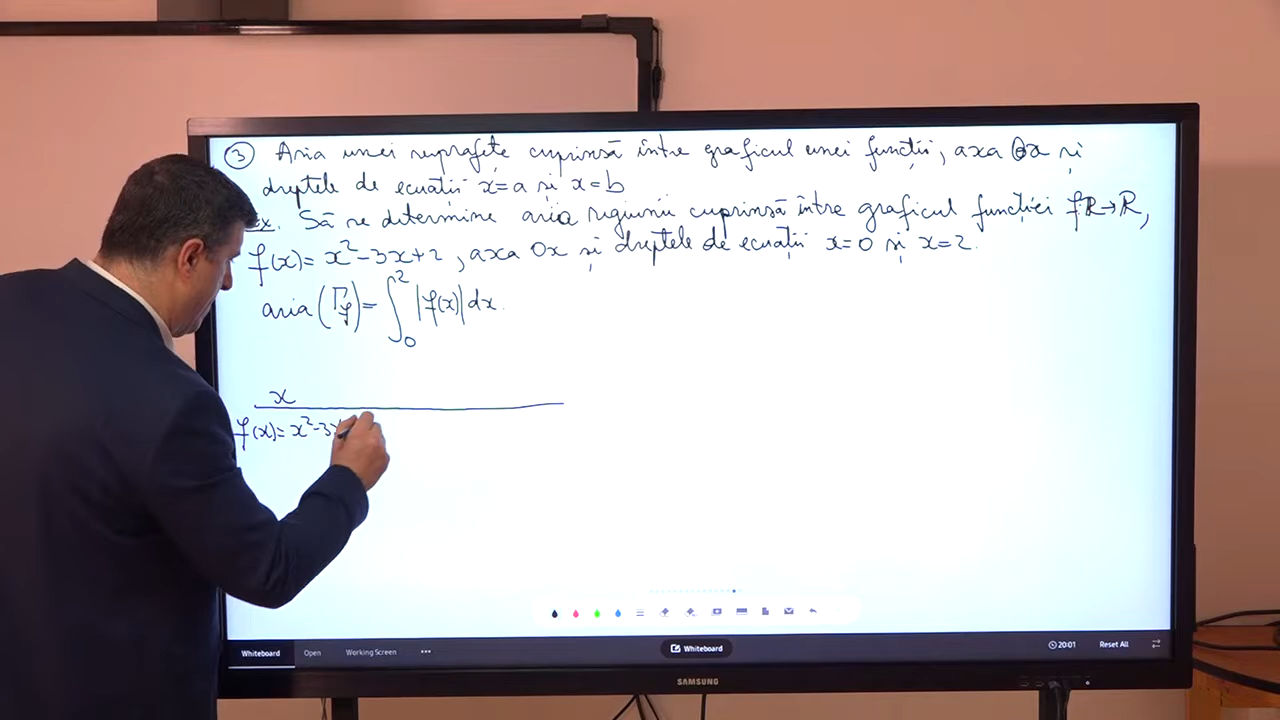 ③ Aria unei suprafețe cuprinsă între graficul unei funcții, axa Ox și
dreptele de ecuații x=a și x=b
Ex. Să se determine aria regiunii cuprinsă între graficul funcției f:R→R,
f(x)= x²-3x+2, axa Ox și dreptele de ecuații x=0 și x=2.
aria (Γf)= ∫₀² |f(x)| dx.
x
f(x)= x²-3x
Whiteboard Open Working Screen ••• Whiteboard 20:01 Reset All
SAMSUNG